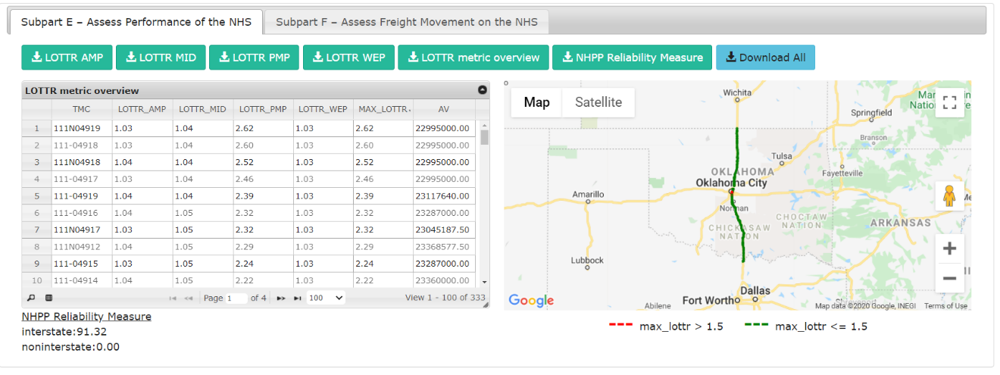 Subpart E – Assess Performance of the NHS
Subpart F – Assess Freight Movement on the NHS
LOTTR AMP
LOTTR MID
LOTTR PMP
LOTTR WEP
LOTTR metric overview
NHPP Reliability Measure
Download All
LOTTR metric overview
TMC LOTTR_AMP LOTTR_MID LOTTR_PMP LOTTR_WEP MAX_LOTTR AV
1 111N04919 1.03 1.04 2.62 1.03 2.62 22995000.00
2 111-04918 1.03 1.04 2.60 1.03 2.60 22995000.00
3 111N04918 1.04 1.04 2.52 1.03 2.52 22995000.00
4 111-04917 1.03 1.04 2.46 1.03 2.46 22995000.00
5 111-04919 1.04 1.04 2.39 1.03 2.39 23117640.00
6 111-04916 1.04 1.05 2.32 1.03 2.32 23287000.00
7 111N04917 1.03 1.05 2.32 1.03 2.32 23045187.50
8 111N04912 1.04 1.05 2.29 1.03 2.29 23368577.50
9 111-04915 1.03 1.05 2.24 1.03 2.24 23287000.00
10 111-04914 1.04 1.05 2.22 1.03 2.22 23360000.00
Page 1 of 4 100 View 1 - 100 of 333
NHPP Reliability Measure
interstate:91.32
noninterstate:0.00
Map Satellite
Wichita
Springfield
Branson
Tulsa
Fayetteville
OKLAHOMA
Oklahoma City
Amarillo
Norman
CHOCTAW
NATION
CHICKASAW
NATION
ARKANSAS
Lubbock
Dallas
Fort Worth
Abilene
Google
Map data ©2020 Google, INEGI Terms of Use
max_lottr > 1.5 max_lottr <= 1.5